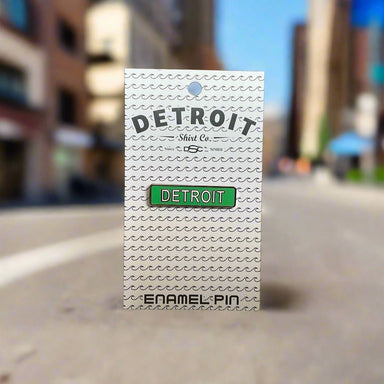 DETROIT
Shirt Co.
DETROIT
ENAMEL PIN